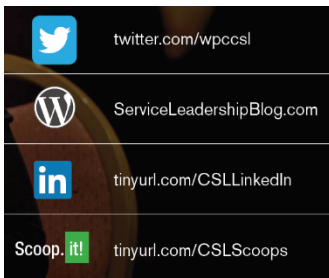 twitter.com/wpccsl
ServiceLeadershipBlog.com
in
tinyurl.com/CSLLinkedIn
Scoop.it!
tinyurl.com/CSLScoops